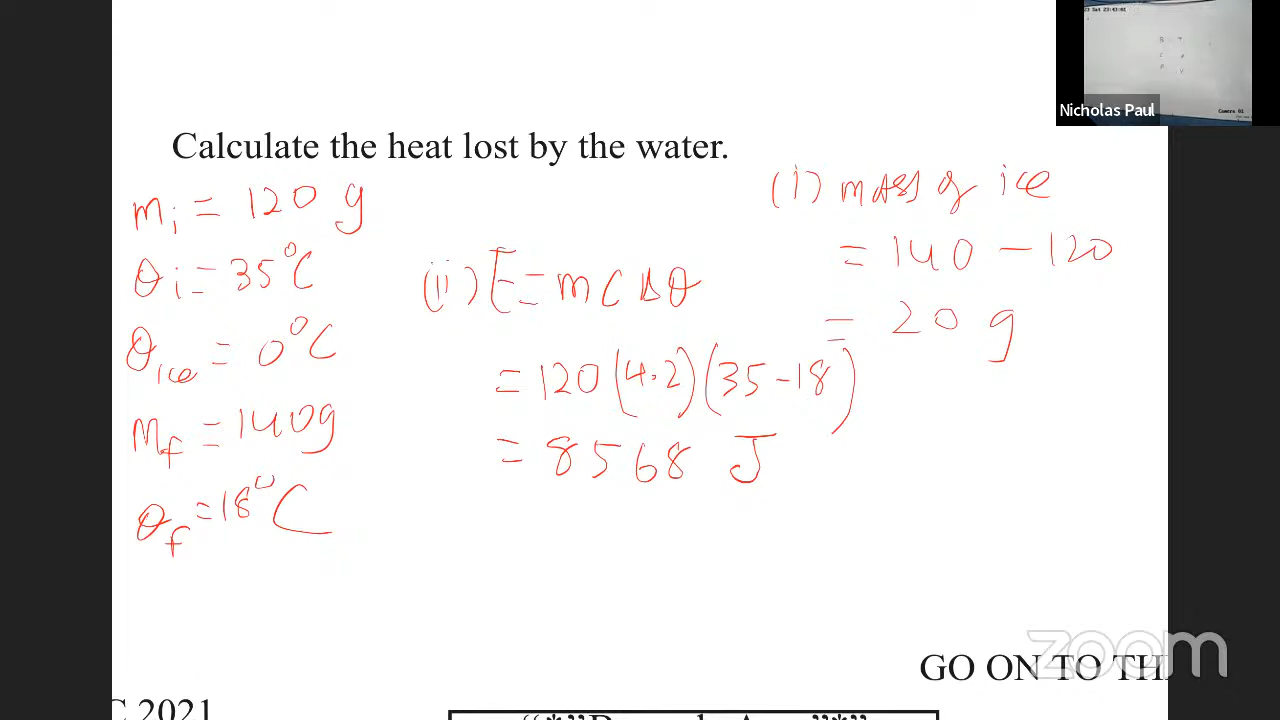 Nicholas Paul
Calculate the heat lost by the water.
mi = 120 g
θi = 35°C
θice = 0°C
Mf = 140g
θf = 18°C
(i) mass of ice
= 140 - 120
= 20 g
(ii) E = mCΔθ
= 120(4.2)(35-18)
= 8568 J
zoom
GO ON TO TH
C 2021